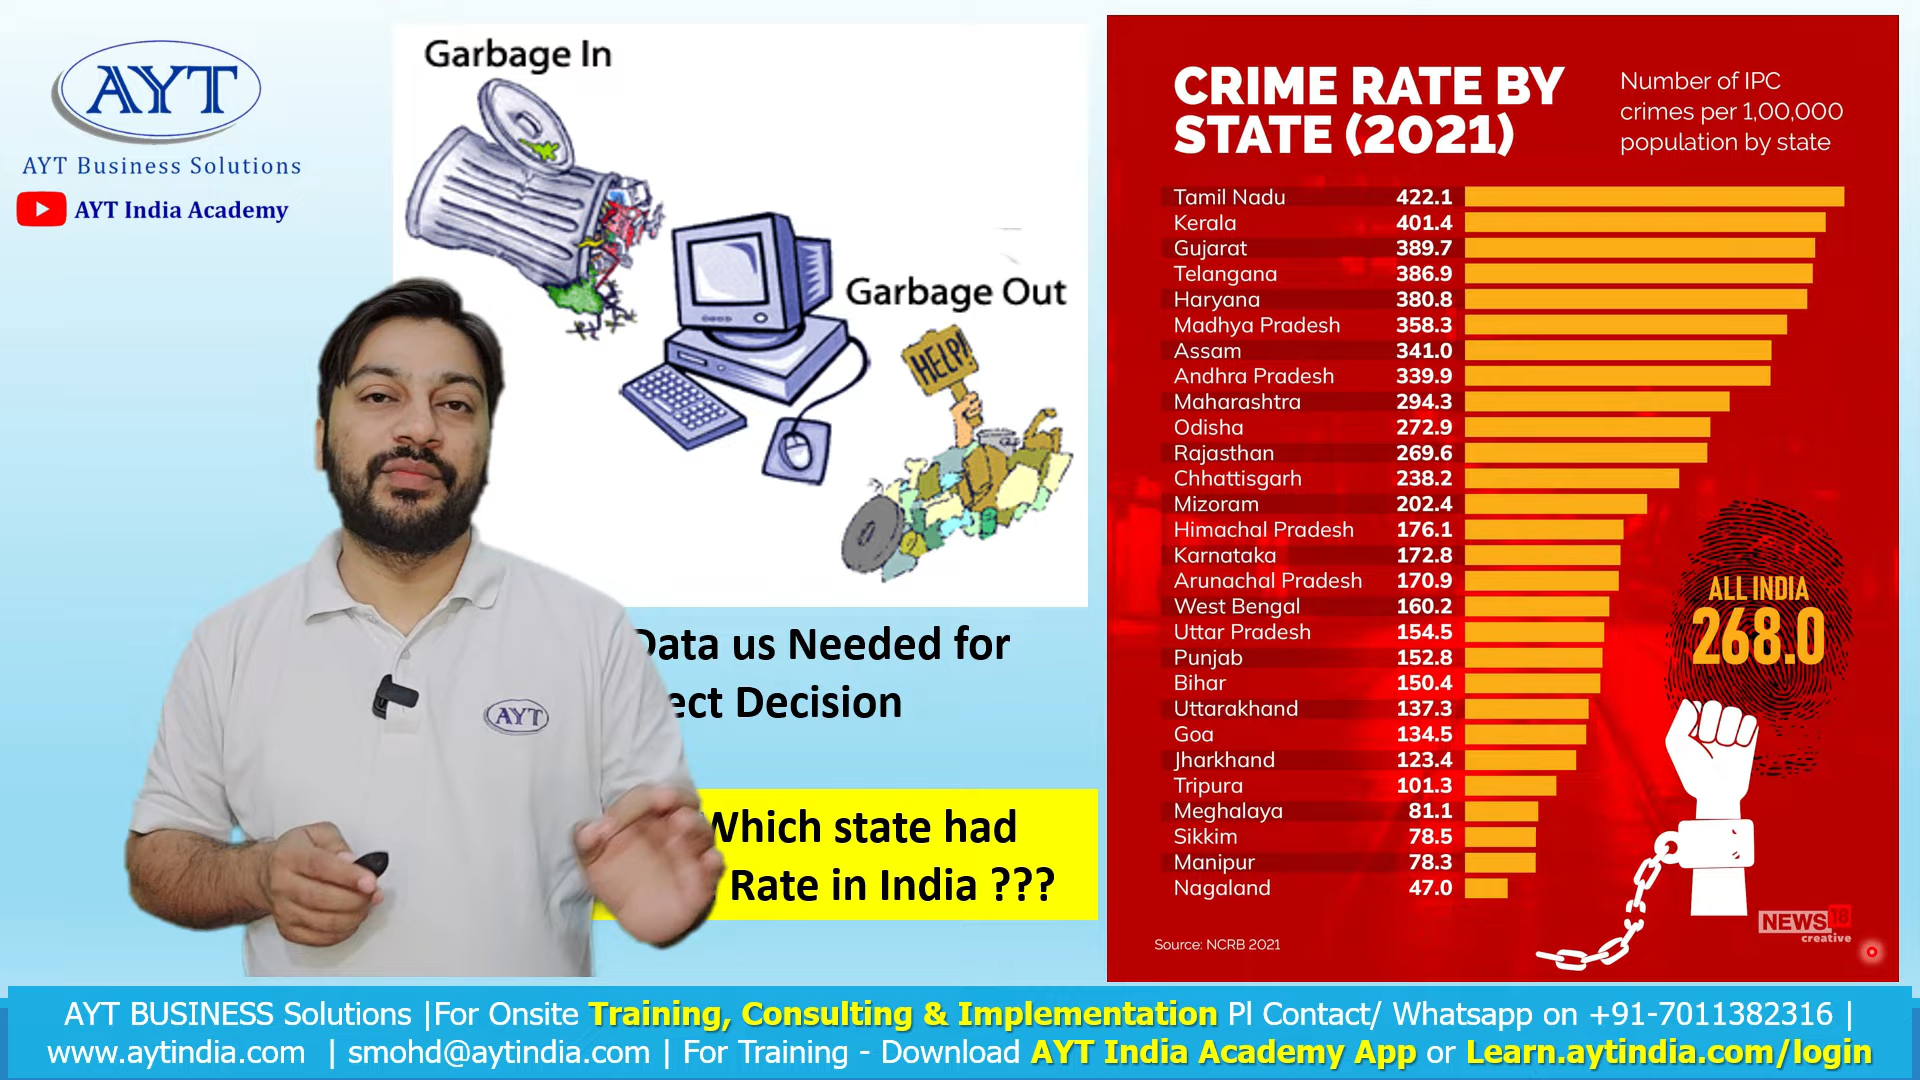 AYT
AYT Business Solutions
AYT India Academy
Garbage In
Garbage Out
HELP!
Data us Needed for
ect Decision
Which state had
Rate in India ???
AYT
CRIME RATE BY
STATE (2021)
Number of IPC
crimes per 1,00,000
population by state
Tamil Nadu 422.1
Kerala 401.4
Gujarat 389.7
Telangana 386.9
Haryana 380.8
Madhya Pradesh 358.3
Assam 341.0
Andhra Pradesh 339.9
Maharashtra 294.3
Odisha 272.9
Rajasthan 269.6
Chhattisgarh 238.2
Mizoram 202.4
Himachal Pradesh 176.1
Karnataka 172.8
Arunachal Pradesh 170.9
West Bengal 160.2
Uttar Pradesh 154.5
Punjab 152.8
Bihar 150.4
Uttarakhand 137.3
Goa 134.5
Jharkhand 123.4
Tripura 101.3
Meghalaya 81.1
Sikkim 78.5
Manipur 78.3
Nagaland 47.0
ALL INDIA
268.0
Source: NCRB 2021
NEWS18
creative
AYT BUSINESS Solutions |For Onsite Training, Consulting & Implementation Pl Contact/ Whatsapp on +91-7011382316 |
www.aytindia.com | smohd@aytindia.com | For Training - Download AYT India Academy App or Learn.aytindia.com/login